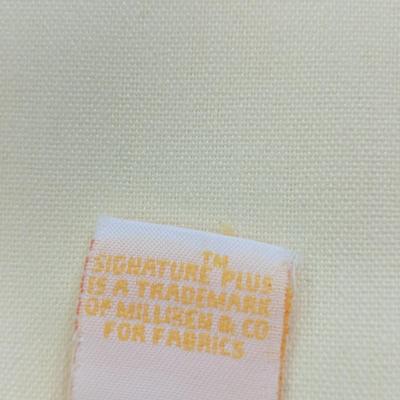 TM
SIGNATURE PLUS
IS A TRADEMARK
OF MILLIKEN & CO
FOR FABRICS